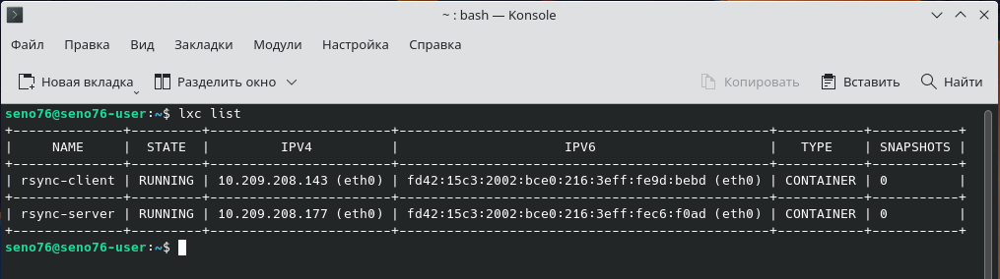 ~ : bash — Konsole
Файл Правка Вид Закладки Модули Настройка Справка
Новая вкладка Разделить окно Копировать Вставить Найти
seno76@seno76-user:~$ lxc list
+--------------+---------+-----------------------+-----------------------------------------------+-----------+-----------+
| NAME | STATE | IPV4 | IPV6 | TYPE | SNAPSHOTS |
+--------------+---------+-----------------------+-----------------------------------------------+-----------+-----------+
| rsync-client | RUNNING | 10.209.208.143 (eth0) | fd42:15c3:2002:bce0:216:3eff:fe9d:bebd (eth0) | CONTAINER | 0 |
+--------------+---------+-----------------------+-----------------------------------------------+-----------+-----------+
| rsync-server | RUNNING | 10.209.208.177 (eth0) | fd42:15c3:2002:bce0:216:3eff:fec6:f0ad (eth0) | CONTAINER | 0 |
+--------------+---------+-----------------------+-----------------------------------------------+-----------+-----------+
seno76@seno76-user:~$